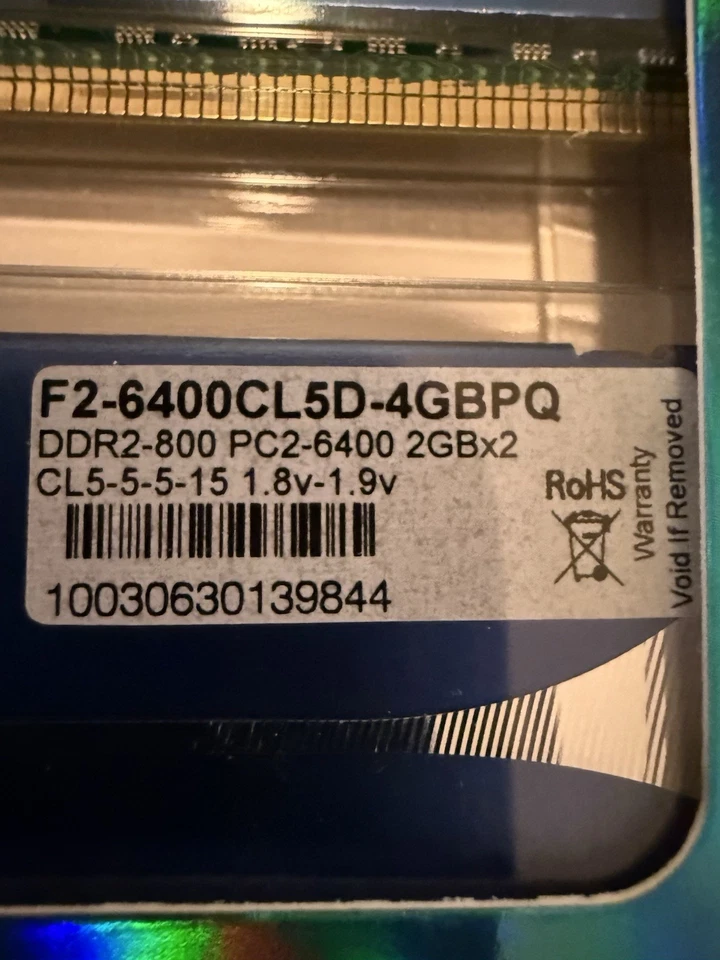 F2-6400CL5D-4GBPQ
DDR2-800 PC2-6400 2GBx2
CL5-5-5-15 1.8v-1.9v
RoHS
10030630139844
Warranty
Void If Removed